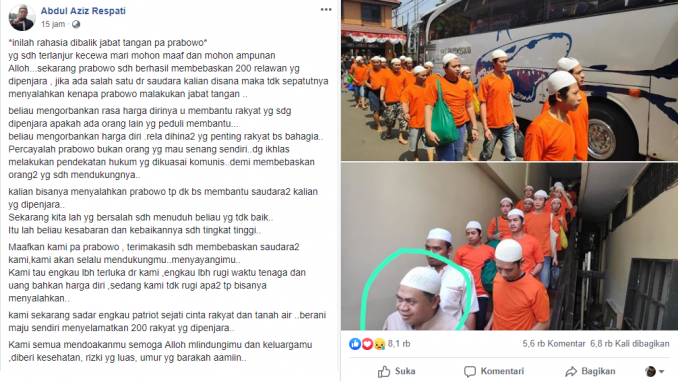 Abdul Aziz Respati
15 jam ·
*inilah rahasia dibalik jabat tangan pa prabowo*
yg sdh terlanjur kecewa mari mohon maaf dan mohon ampunan
Alloh...sekarang prabowo sdh berhasil membebaskan 200 relawan yg
dipenjara , jika ada salah satu dr saudara kalian disana maka tdk sepatutnya
menyalahkan kenapa prabowo malakukan jabat tangan ..
beliau mengorbankan rasa harga dirinya u membantu rakyat yg sdg
dipenjara apakah ada orang lain yg peduli membantu...
beliau mengorbankan harga diri .rela dihina2 yg penting rakyat bs bahagia..
Percayalah prabowo bukan orang yg mau senang sendiri..dg ikhlas
melakukan pendekatan hukum yg dikuasai komunis..demi membebaskan
orang2 yg sdh mendukungnya..
kalian bisanya menyalahkan prabowo tp dk bs membantu saudara2 kalian
yg dipenjara..
Sekarang kita lah yg bersalah sdh menuduh beliau yg tdk baik..
Itu lah beliau kesabaran dan kebaikannya sdh tingkat tinggi..
Maafkan kami pa prabowo , terimakasih sdh membebaskan saudara2
kami,kami akan selalu mendukungmu..menyayangimu..
Kami tau engkau lbh terluka dr kami ,engkau lbh rugi waktu tenaga dan
uang bahkan harga diri ,sedang kami tdk rugi apa2 tp bisanya
menyalahkan..
kami sekarang sadar engkau patriot sejati cinta rakyat dan tanah air ..berani
maju sendiri menyelamatkan 200 rakyat yg dipenjara..
Kami semua mendoakanmu semoga Alloh mlindungimu dan keluargamu
,diberi kesehatan, rizki yg luas, umur yg barakah aamiin..
8,1 rb
5,6 rb Komentar 6,8 rb Kali dibagikan
Suka
Komentari
Bagikan